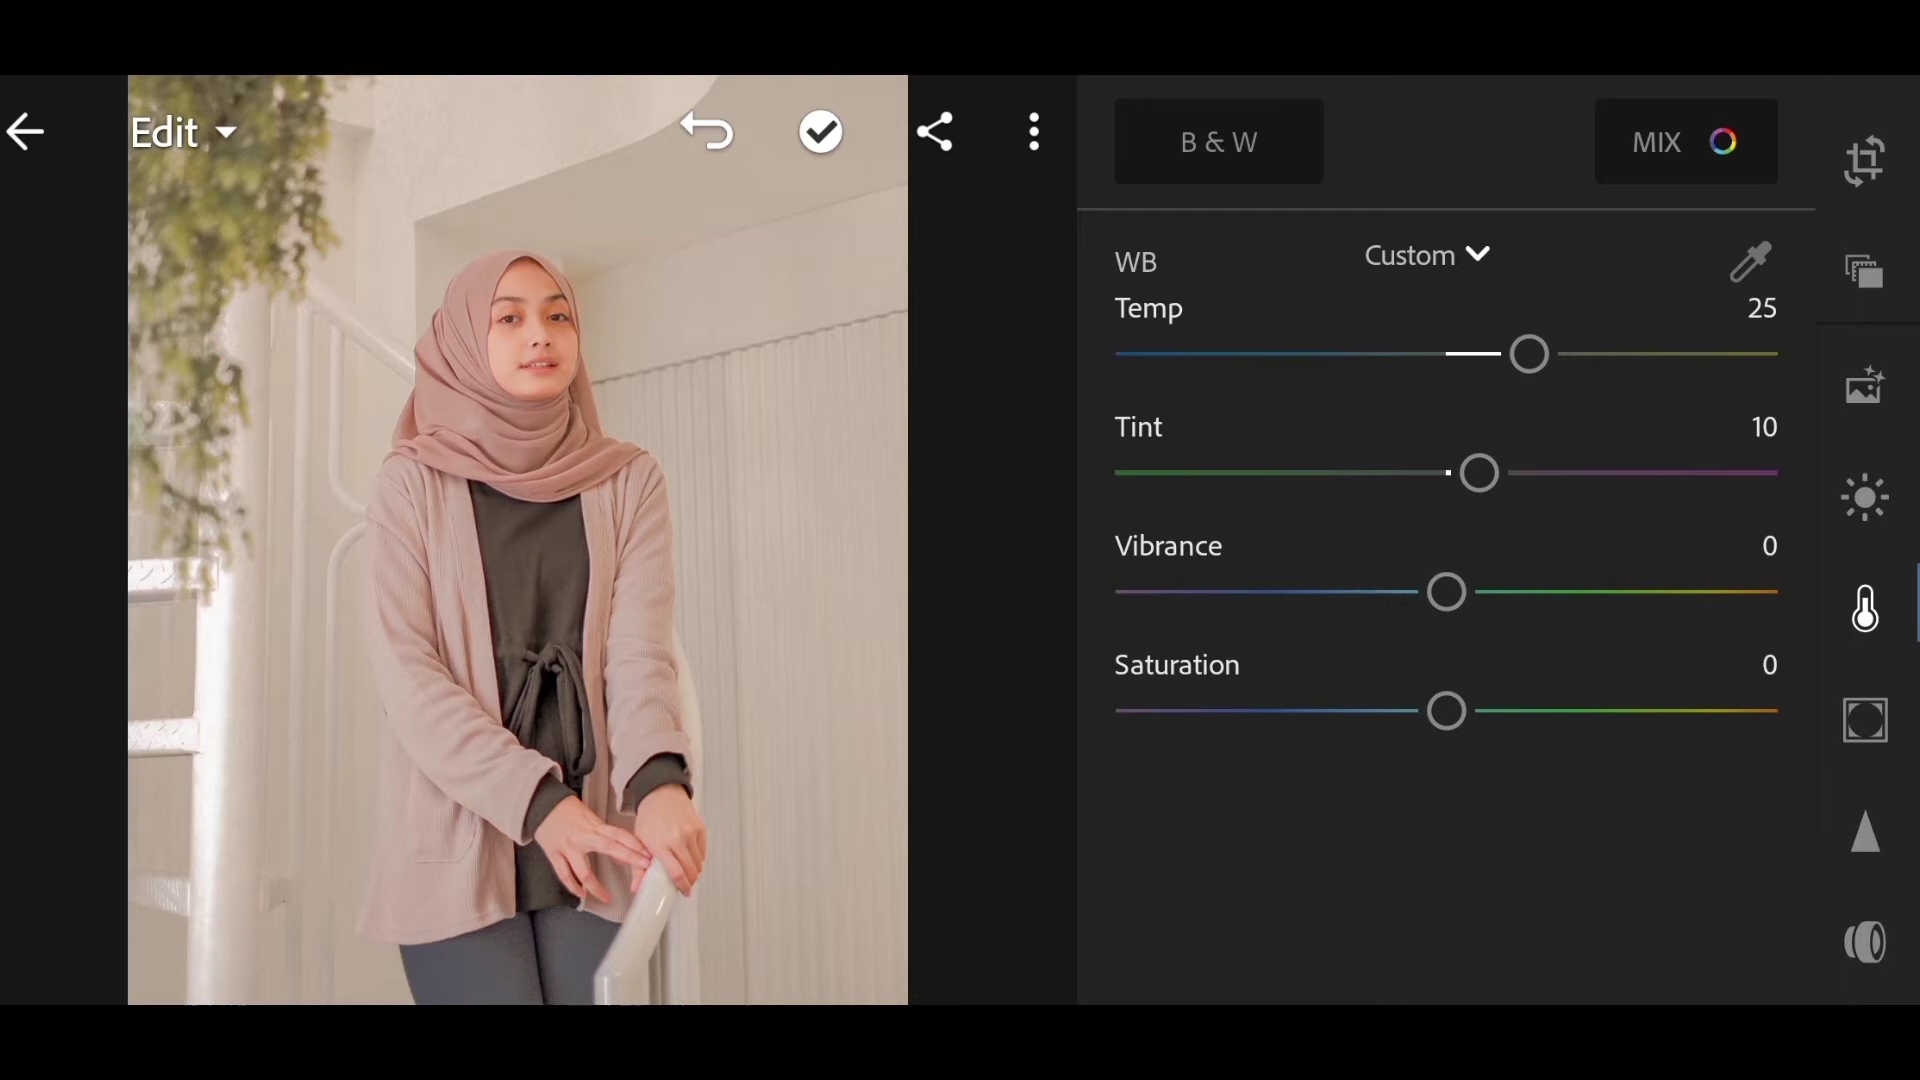 Edit
B & W
MIX
WB
Custom
Temp
25
Tint
10
Vibrance
0
Saturation
0